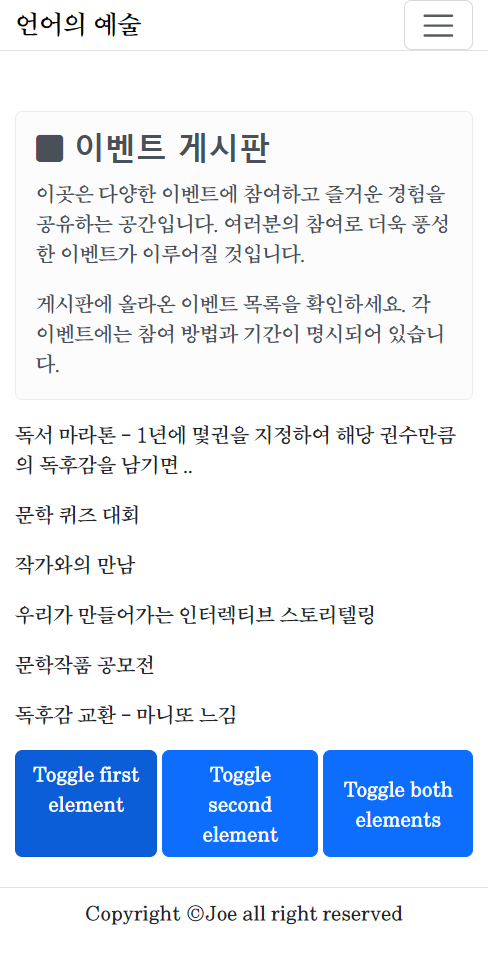 언어의 예술
이벤트 게시판
이곳은 다양한 이벤트에 참여하고 즐거운 경험을
공유하는 공간입니다. 여러분의 참여로 더욱 풍성
한 이벤트가 이루어질 것입니다.
게시판에 올라온 이벤트 목록을 확인하세요. 각
이벤트에는 참여 방법과 기간이 명시되어 있습니
다.
독서 마라톤 - 1년에 몇권을 지정하여 해당 권수만큼
의 독후감을 남기면 ..
문학 퀴즈 대회
작가와의 만남
우리가 만들어가는 인터렉티브 스토리텔링
문학작품 공모전
독후감 교환 - 마니또 느낌
Toggle first
element
Toggle
second
element
Toggle both
elements
Copyright ©Joe all right reserved